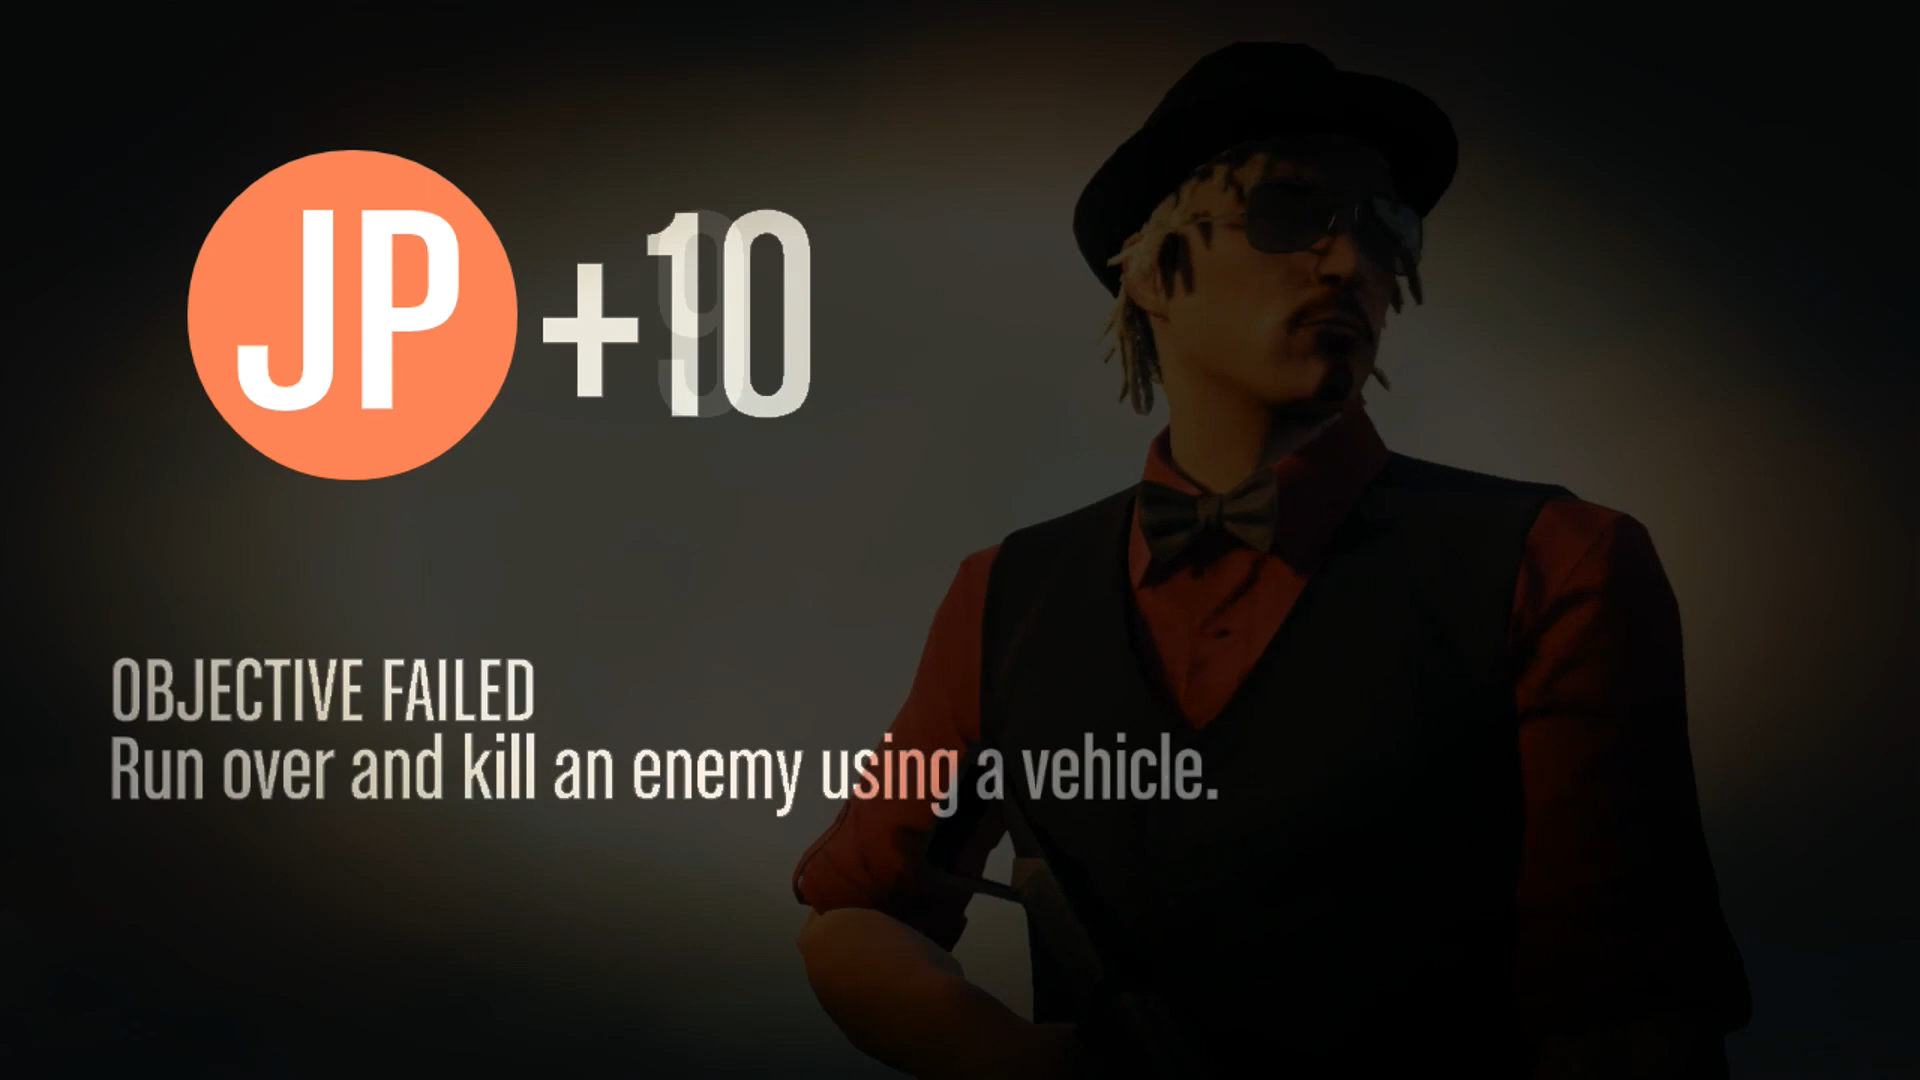 JP +10
OBJECTIVE FAILED
Run over and kill an enemy using a vehicle.